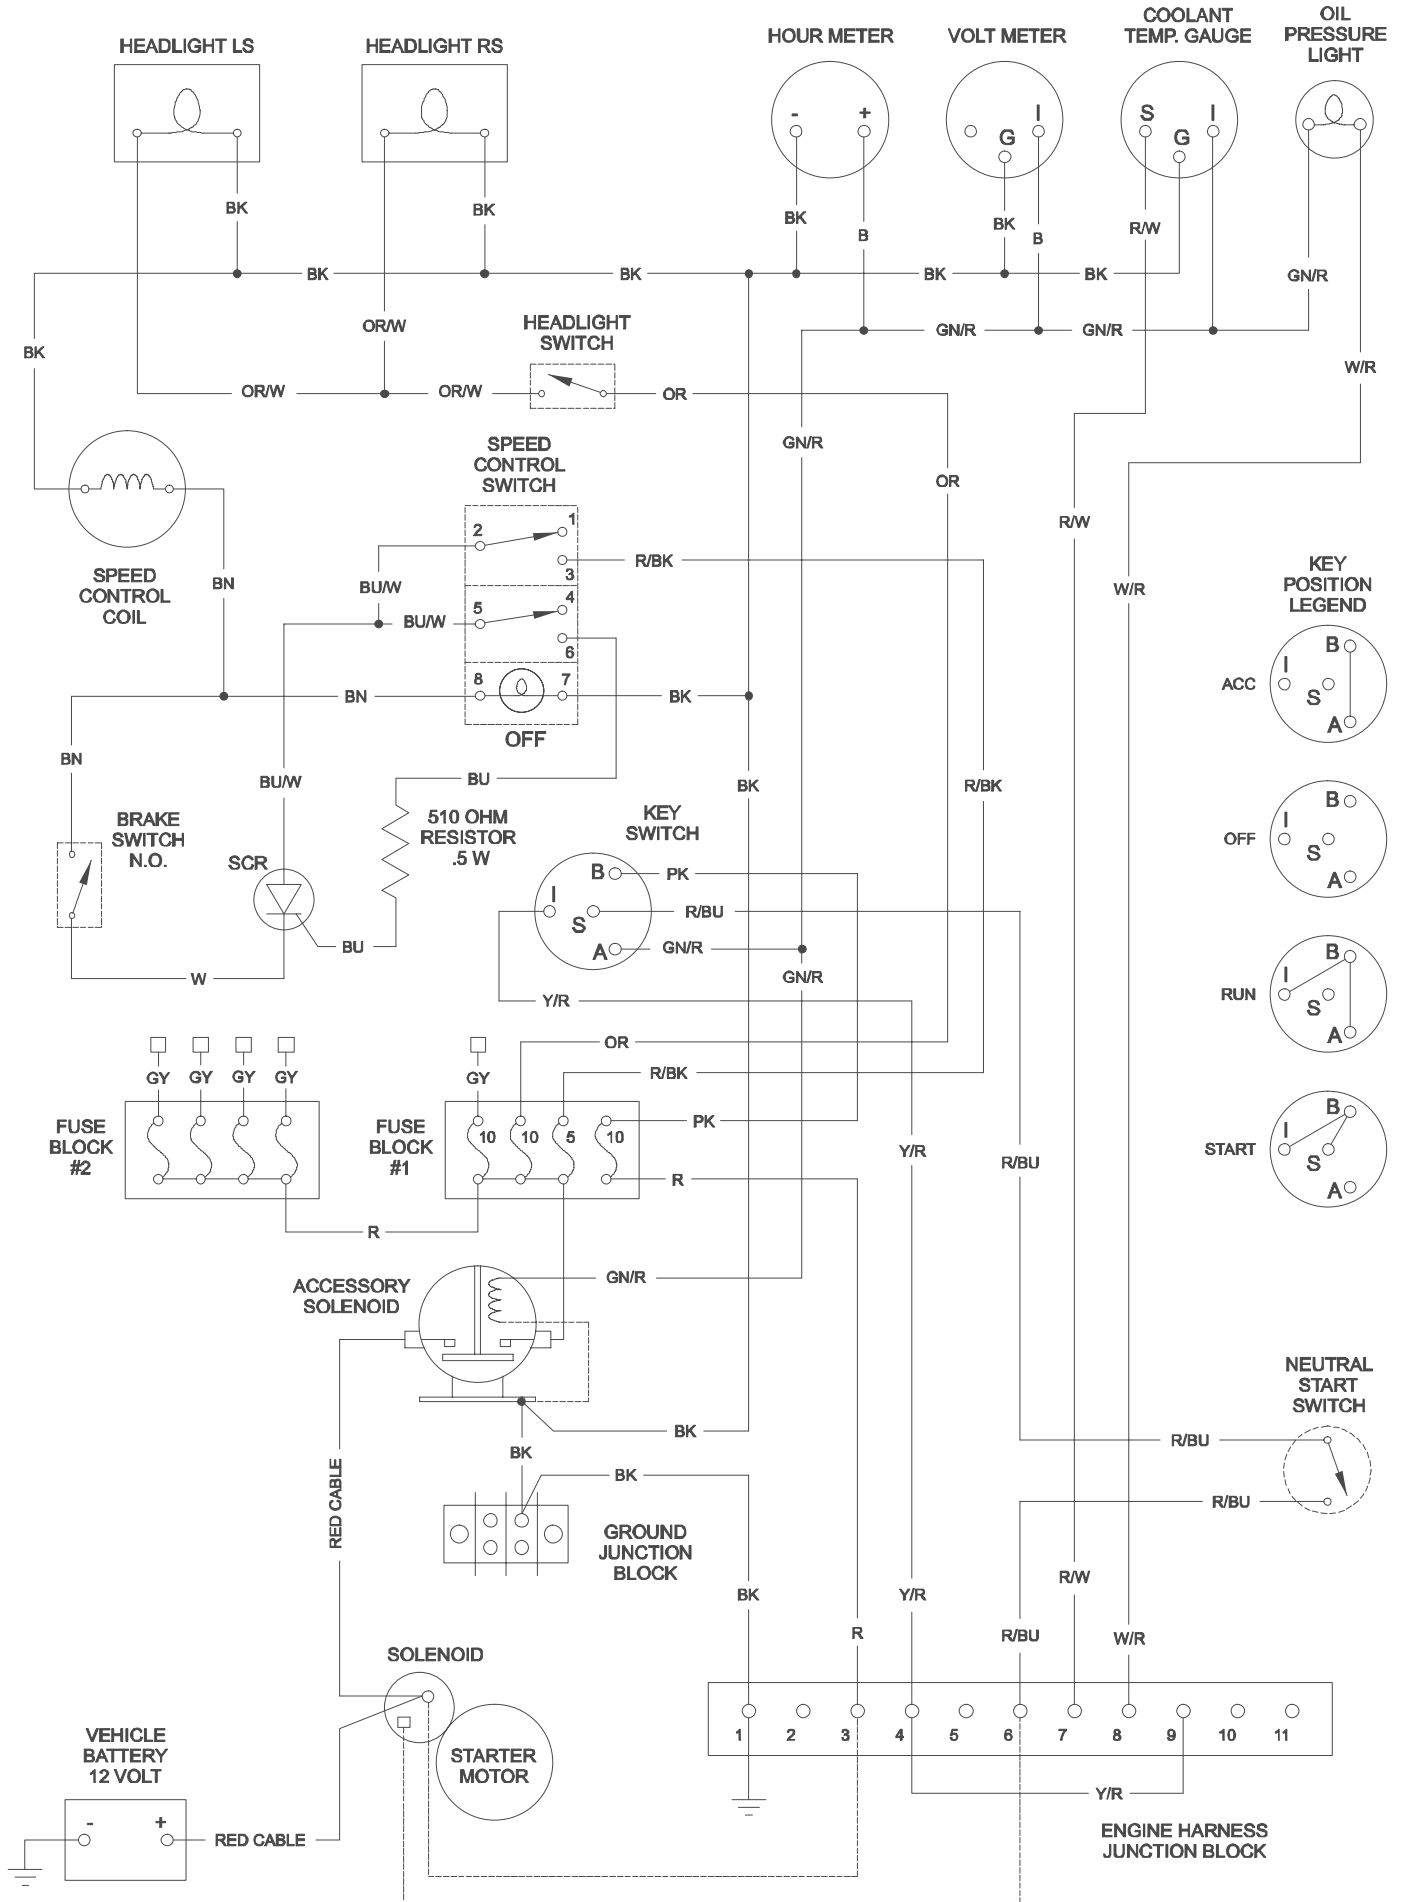 HEADLIGHT LS
HEADLIGHT RS
HOUR METER
VOLT METER
COOLANT
TEMP. GAUGE
OIL
PRESSURE
LIGHT
- +
G I
S G I
BK
BK
BK
B
BK
B
R/W
GN/R
BK
BK
BK
BK
GN/R
GN/R
BK
OR/W
HEADLIGHT
SWITCH
W/R
OR/W
OR/W
OR
GN/R
SPEED
CONTROL
SWITCH
OR
R/W
2 1
3
R/BK
5 4
6
8 7
OFF
BU/W
BU/W
SPEED
CONTROL
COIL
BN
W/R
KEY
POSITION
LEGEND
ACC
B
I
S
A
BN
BK
BN
BU/W
BU
BK
R/BK
BRAKE
SWITCH
N.O.
510 OHM
RESISTOR
.5 W
KEY
SWITCH
OFF
B
I
S
A
SCR
B
I
S
A
PK
R/BU
GN/R
BU
W
GN/R
Y/R
RUN
B
I
S
A
OR
GY
GY
GY
GY
GY
R/BK
FUSE
BLOCK
#2
FUSE
BLOCK
#1
10 10 5 10
PK
Y/R
R/BU
START
B
I
S
A
R
R
ACCESSORY
SOLENOID
GN/R
NEUTRAL
START
SWITCH
BK
BK
R/BU
RED CABLE
BK
R/BU
GROUND
JUNCTION
BLOCK
BK
Y/R
R/W
R
R/BU
W/R
SOLENOID
1 2 3 4 5 6 7 8 9 10 11
STARTER
MOTOR
VEHICLE
BATTERY
12 VOLT
- +
RED CABLE
Y/R
ENGINE HARNESS
JUNCTION BLOCK